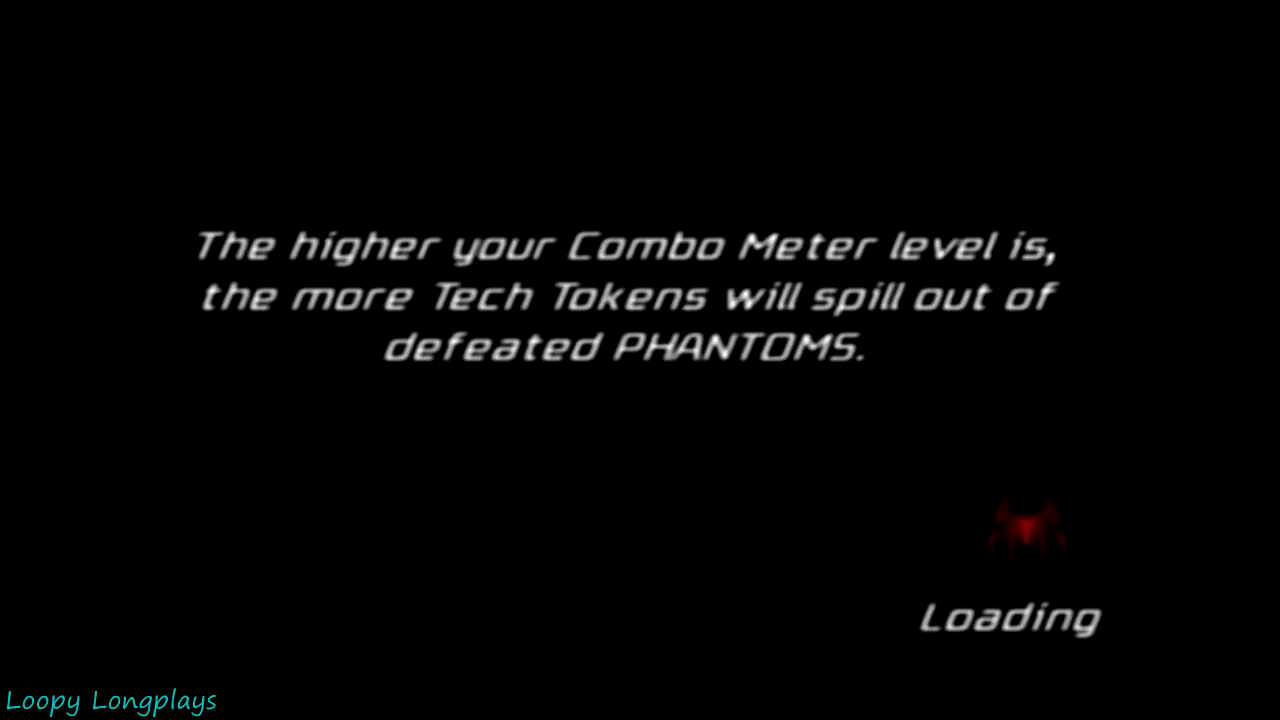 The higher your Combo Meter level is,
the more Tech Tokens will spill out of
defeated PHANTOMS.
Loading
Loopy Longplays